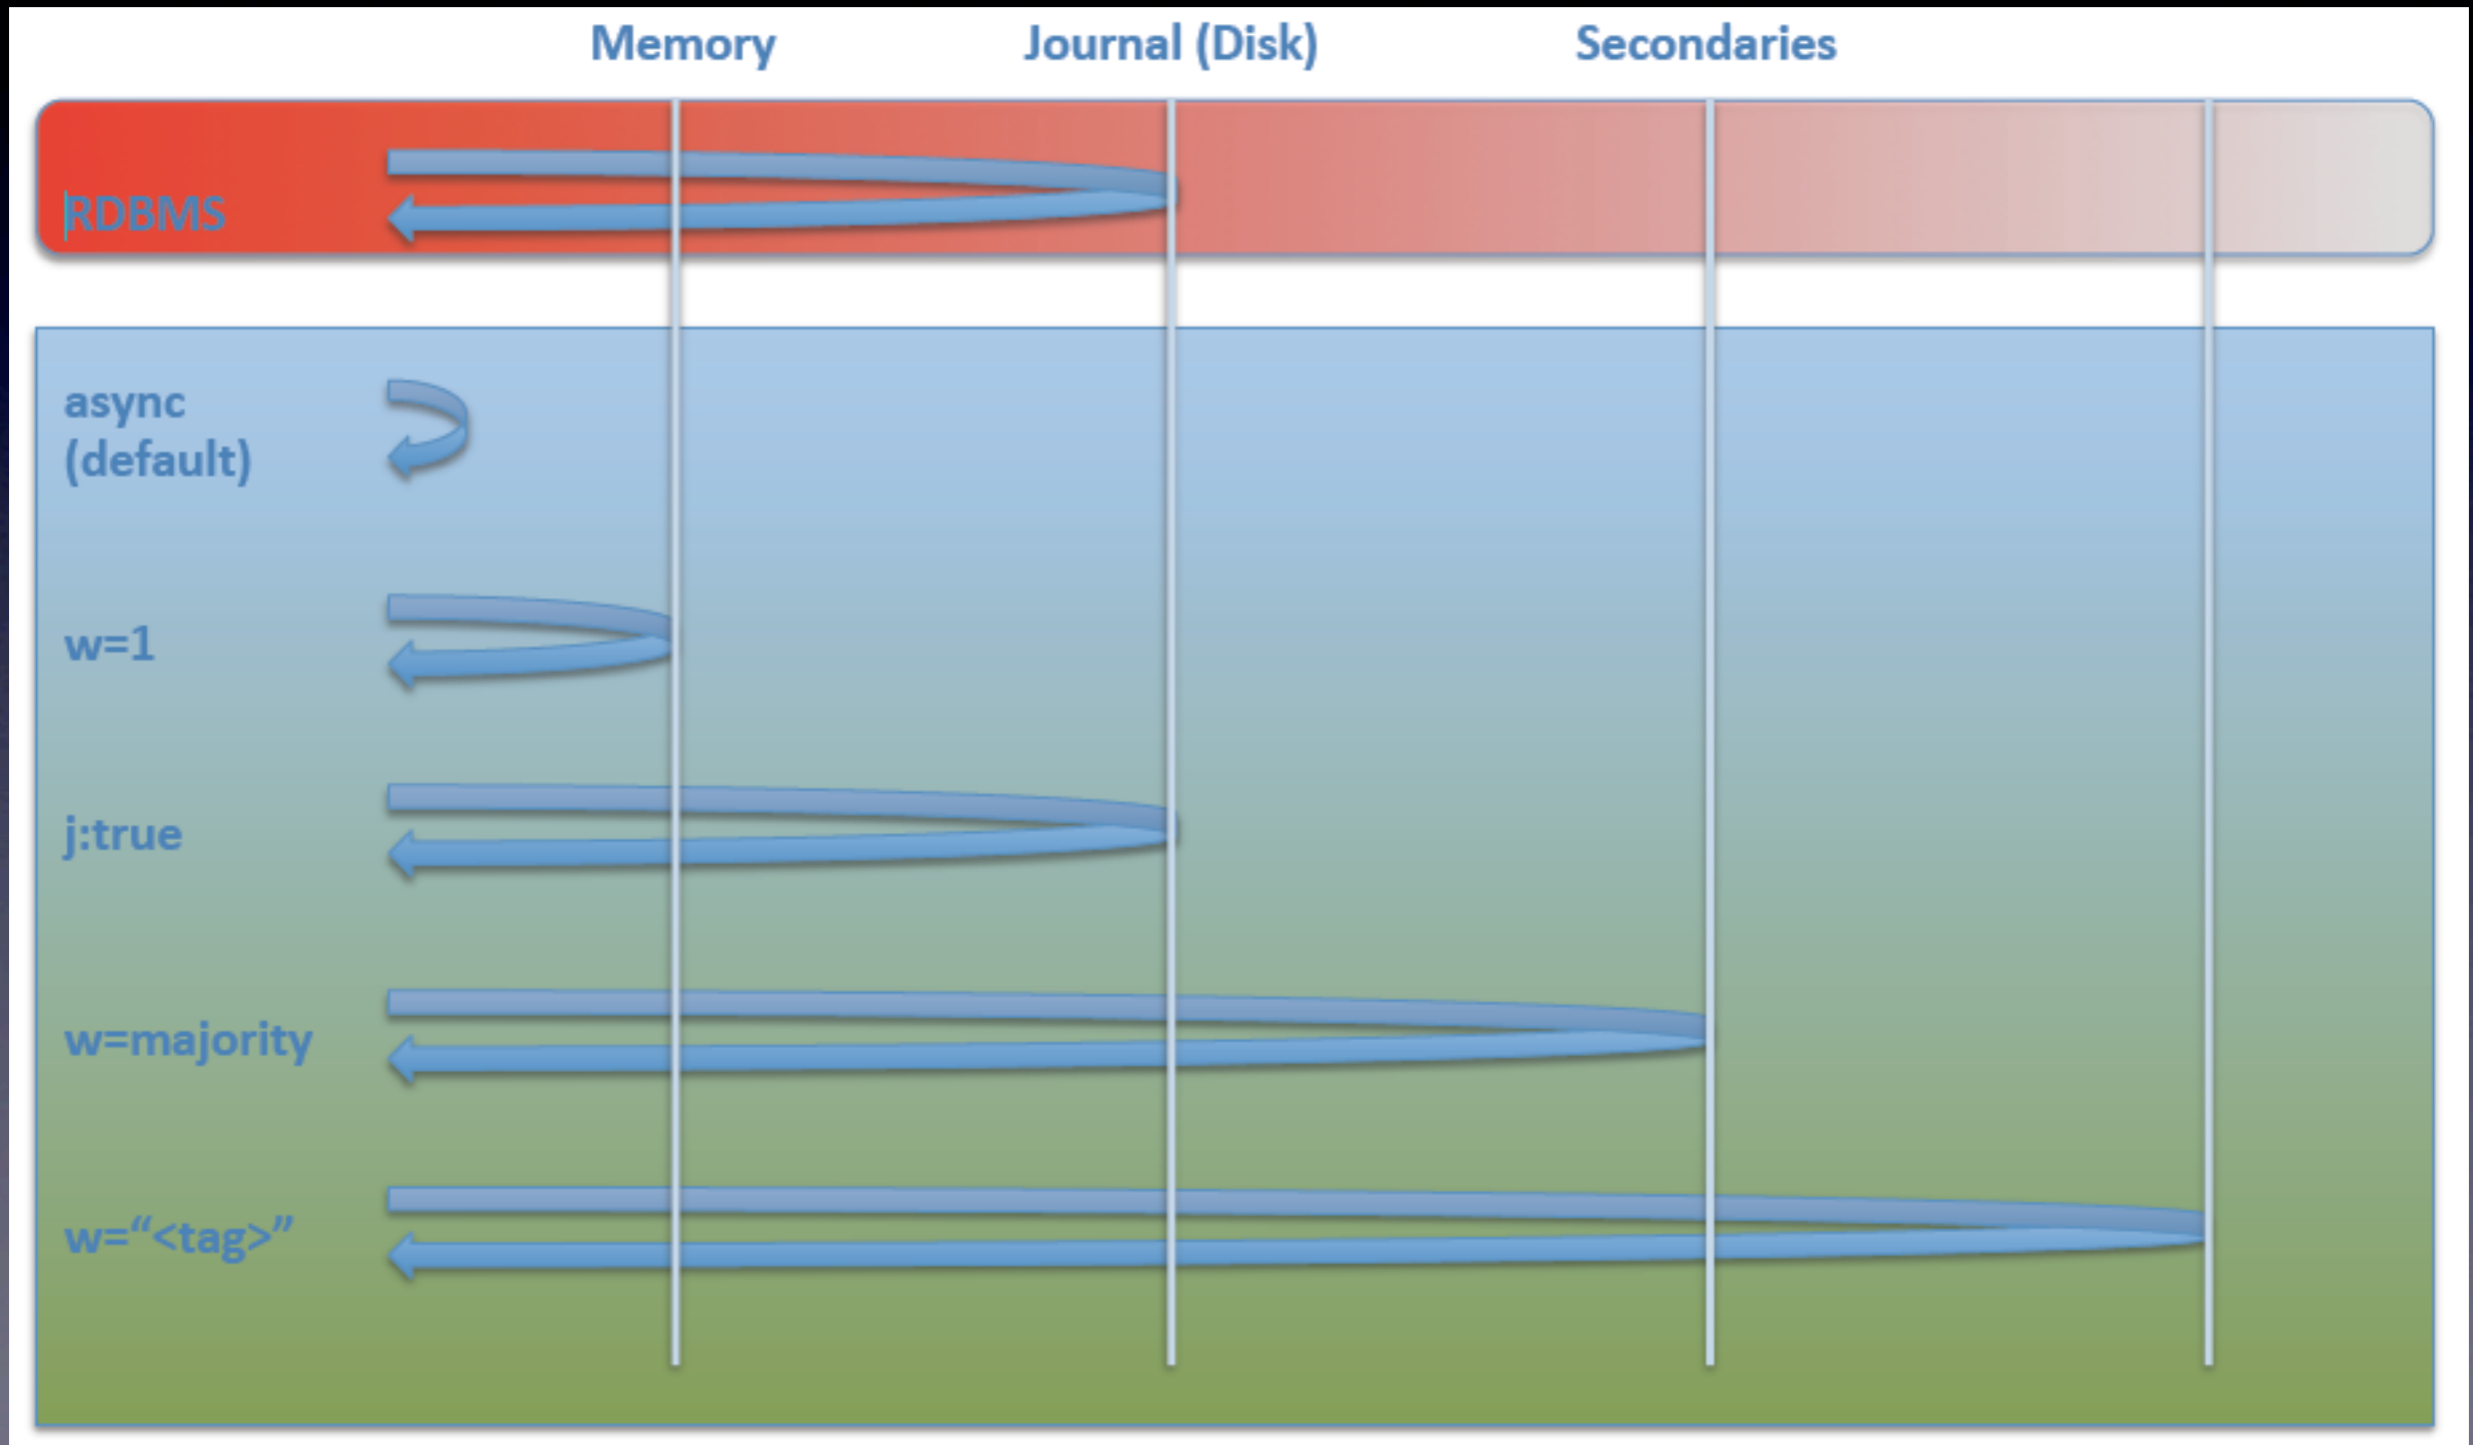 Memory Journal (Disk) Secondaries
RDBMS
async
(default)
w=1
j:true
w=majority
w=“<tag>”